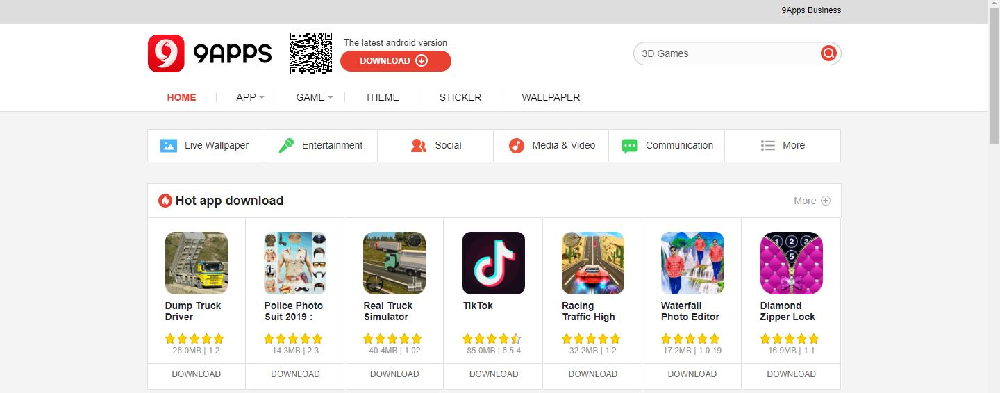 9Apps Business
9APPS
The latest android version
DOWNLOAD
3D Games
HOME
APP
GAME
THEME
STICKER
WALLPAPER
Live Wallpaper
Entertainment
Social
Media & Video
Communication
More
Hot app download
More
Dump Truck
Driver
26.0MB | 1.2
DOWNLOAD
Police Photo
Suit 2019 :
14.3MB | 2.3
DOWNLOAD
Real Truck
Simulator
40.4MB | 1.02
DOWNLOAD
TikTok
85.0MB | 6.5.4
DOWNLOAD
Racing
Traffic High
32.2MB | 1.2
DOWNLOAD
Waterfall
Photo Editor
17.2MB | 1.0.19
DOWNLOAD
1 2 3
5
Diamond
Zipper Lock
16.9MB | 1.1
DOWNLOAD